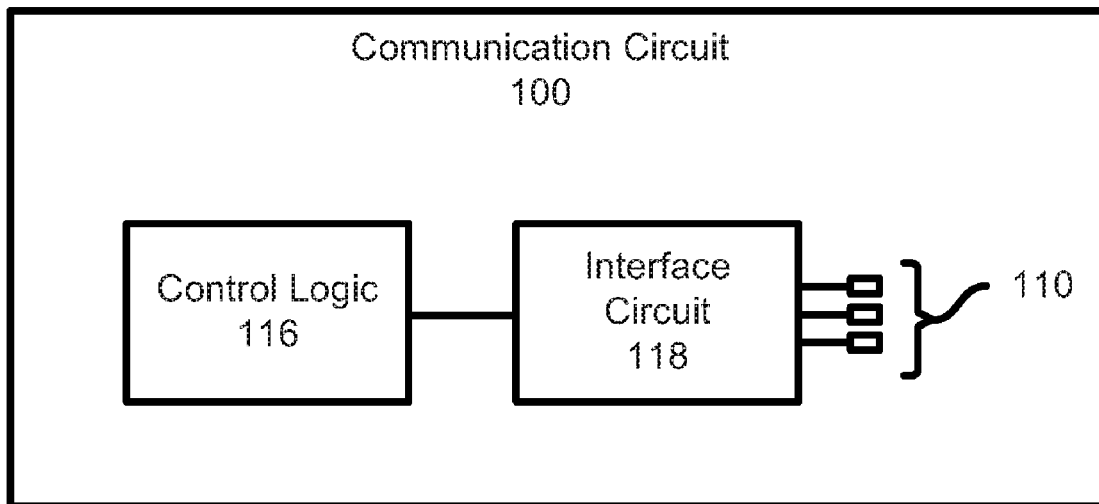 Communication Circuit
100
Control Logic
116
Interface
Circuit
118
110